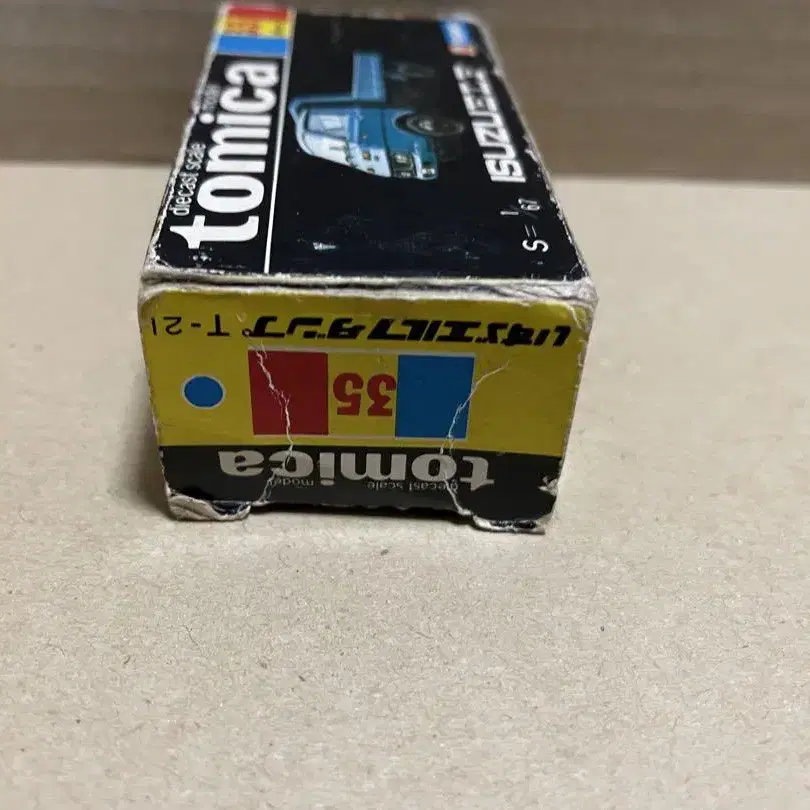 diecast scale model
tomica
ISUZU ELF
S=1/67
いすゞエルフダンプ T-21
35
tomica
diecast scale model